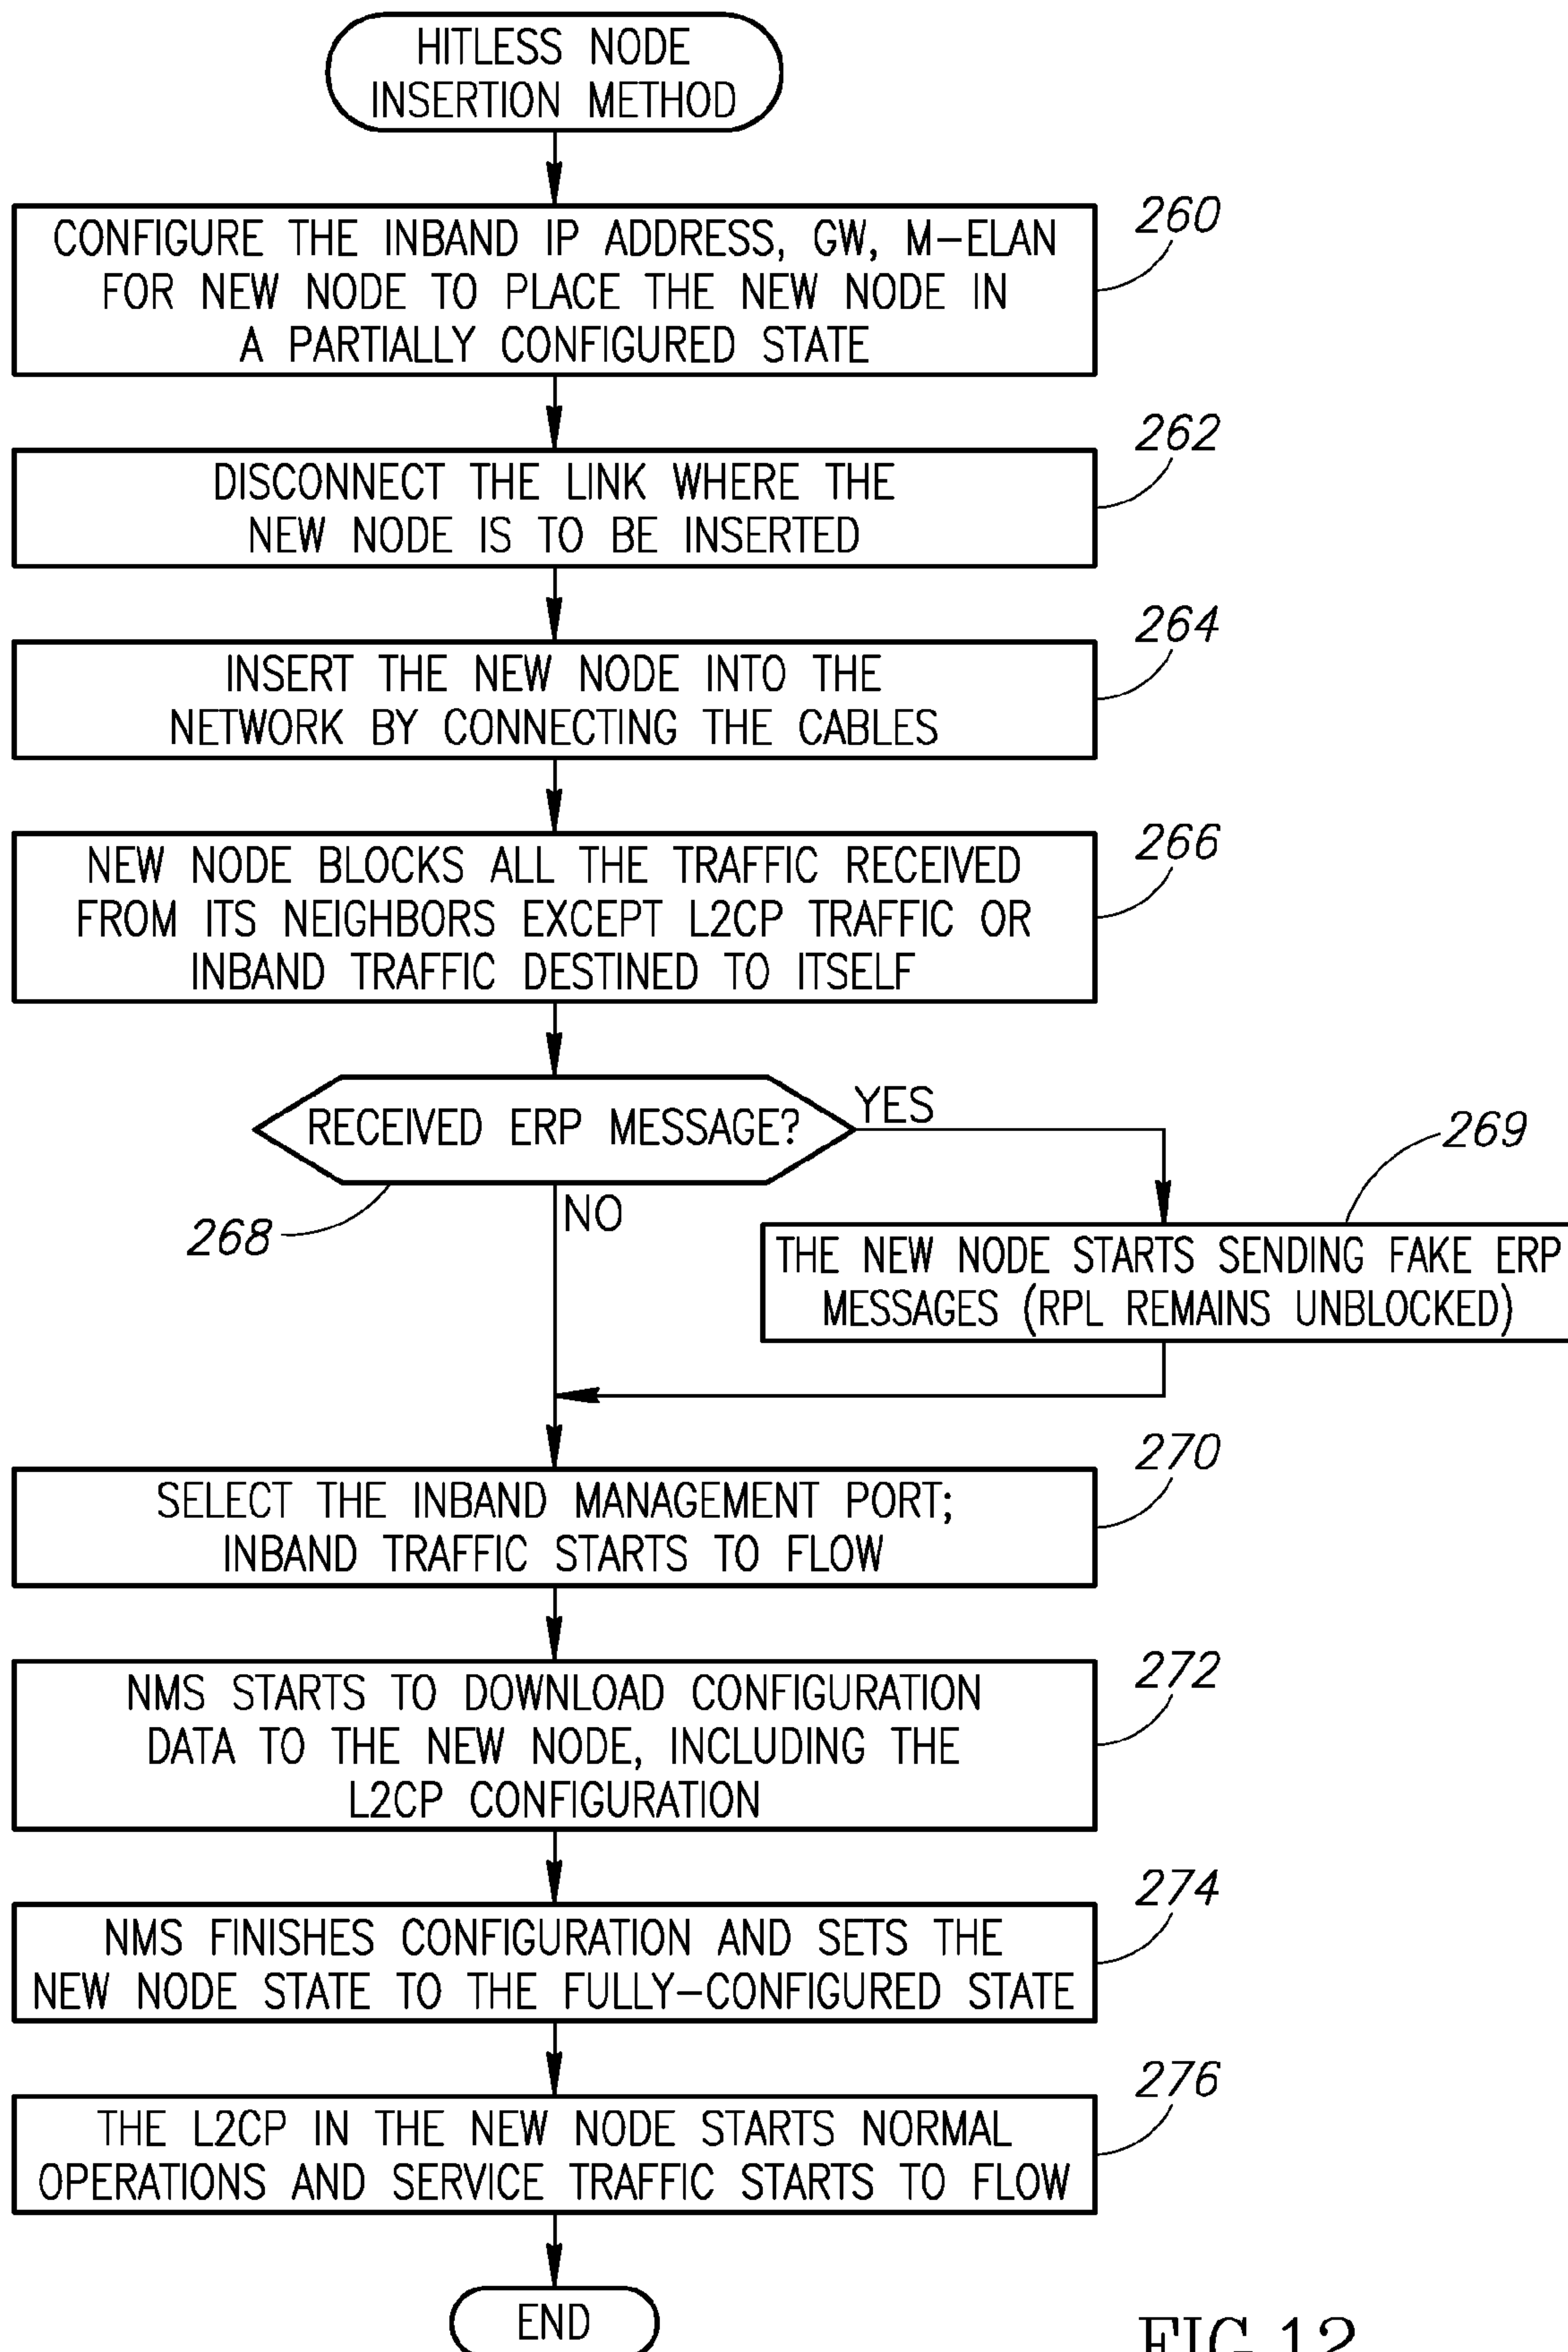 HITLESS NODE
INSERTION METHOD
CONFIGURE THE INBAND IP ADDRESS, GW, M-ELAN
FOR NEW NODE TO PLACE THE NEW NODE IN
A PARTIALLY CONFIGURED STATE
260
DISCONNECT THE LINK WHERE THE
NEW NODE IS TO BE INSERTED
262
INSERT THE NEW NODE INTO THE
NETWORK BY CONNECTING THE CABLES
264
NEW NODE BLOCKS ALL THE TRAFFIC RECEIVED
FROM ITS NEIGHBORS EXCEPT L2CP TRAFFIC OR
INBAND TRAFFIC DESTINED TO ITSELF
266
RECEIVED ERP MESSAGE?
YES
NO
268
269
THE NEW NODE STARTS SENDING FAKE ERP
MESSAGES (RPL REMAINS UNBLOCKED)
SELECT THE INBAND MANAGEMENT PORT;
INBAND TRAFFIC STARTS TO FLOW
270
NMS STARTS TO DOWNLOAD CONFIGURATION
DATA TO THE NEW NODE, INCLUDING THE
L2CP CONFIGURATION
272
NMS FINISHES CONFIGURATION AND SETS THE
NEW NODE STATE TO THE FULLY-CONFIGURED STATE
274
THE L2CP IN THE NEW NODE STARTS NORMAL
OPERATIONS AND SERVICE TRAFFIC STARTS TO FLOW
276
END
FIG.12